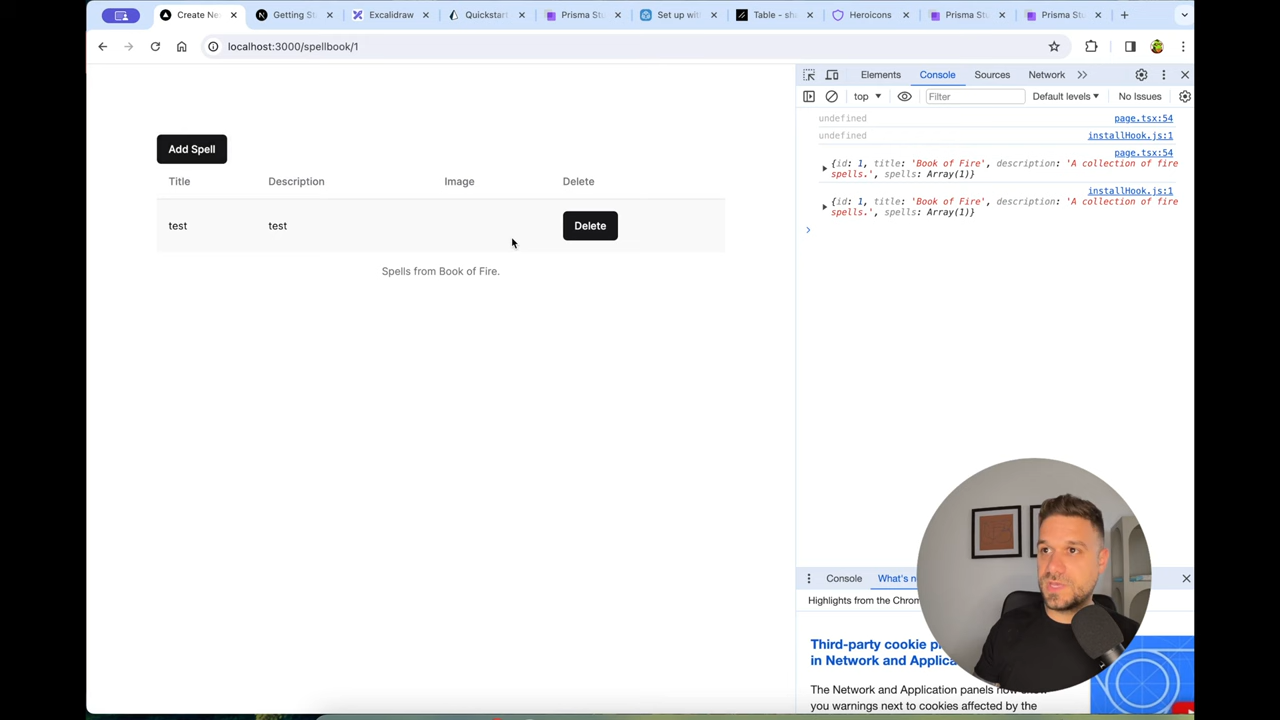 Create Ne
Getting St
Excalidraw
Quickstart
Prisma Stu
Set up with
Table - sha
Heroicons
Prisma Stu
Prisma Stu
localhost:3000/spellbook/1
Elements Console Sources Network
top Filter Default levels No Issues
Add Spell
Title Description Image Delete
test test Delete
Spells from Book of Fire.
undefined page.tsx:54
undefined installHook.js:1
page.tsx:54
{id: 1, title: 'Book of Fire', description: 'A collection of fire
spells.', spells: Array(1)}
installHook.js:1
{id: 1, title: 'Book of Fire', description: 'A collection of fire
spells.', spells: Array(1)}
Console What's n
Highlights from the Chrom
Third-party cookie p
in Network and Applica
The Network and Application panels now show
you warnings next to cookies affected by the